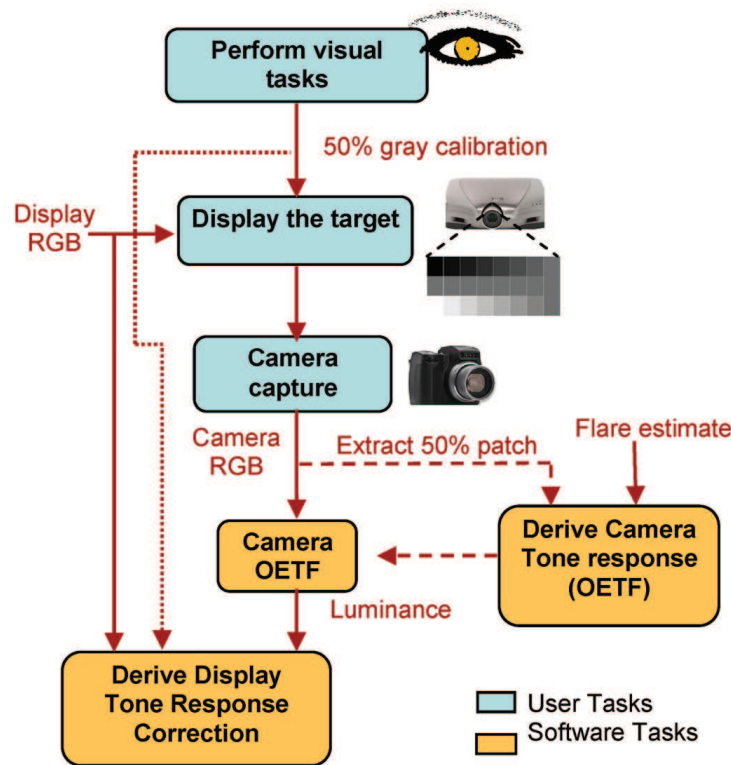 Perform visual
tasks
50% gray calibration
Display
RGB
Display the target
Camera
capture
Camera
RGB
Extract 50% patch
Flare estimate
Camera
OETF
Derive Camera
Tone response
(OETF)
Luminance
Derive Display
Tone Response
Correction
User Tasks
Software Tasks